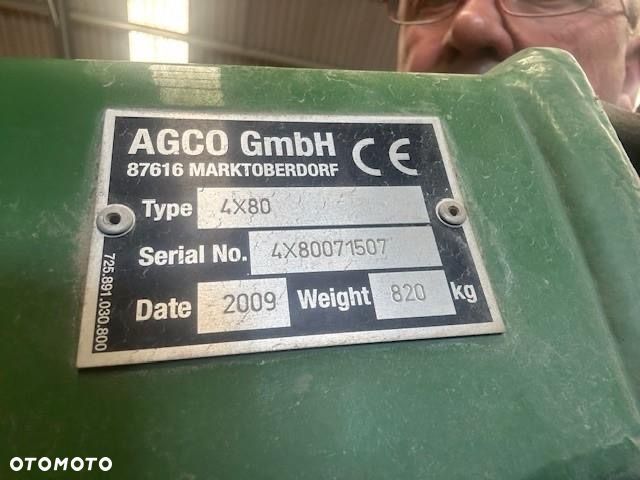 AGCO GmbH
87616 MARKTOBERDORF
CE
Type 4X80
Serial No. 4X80071507
Date 2009 Weight 820 kg
725.891.030.800
OTOMOTO